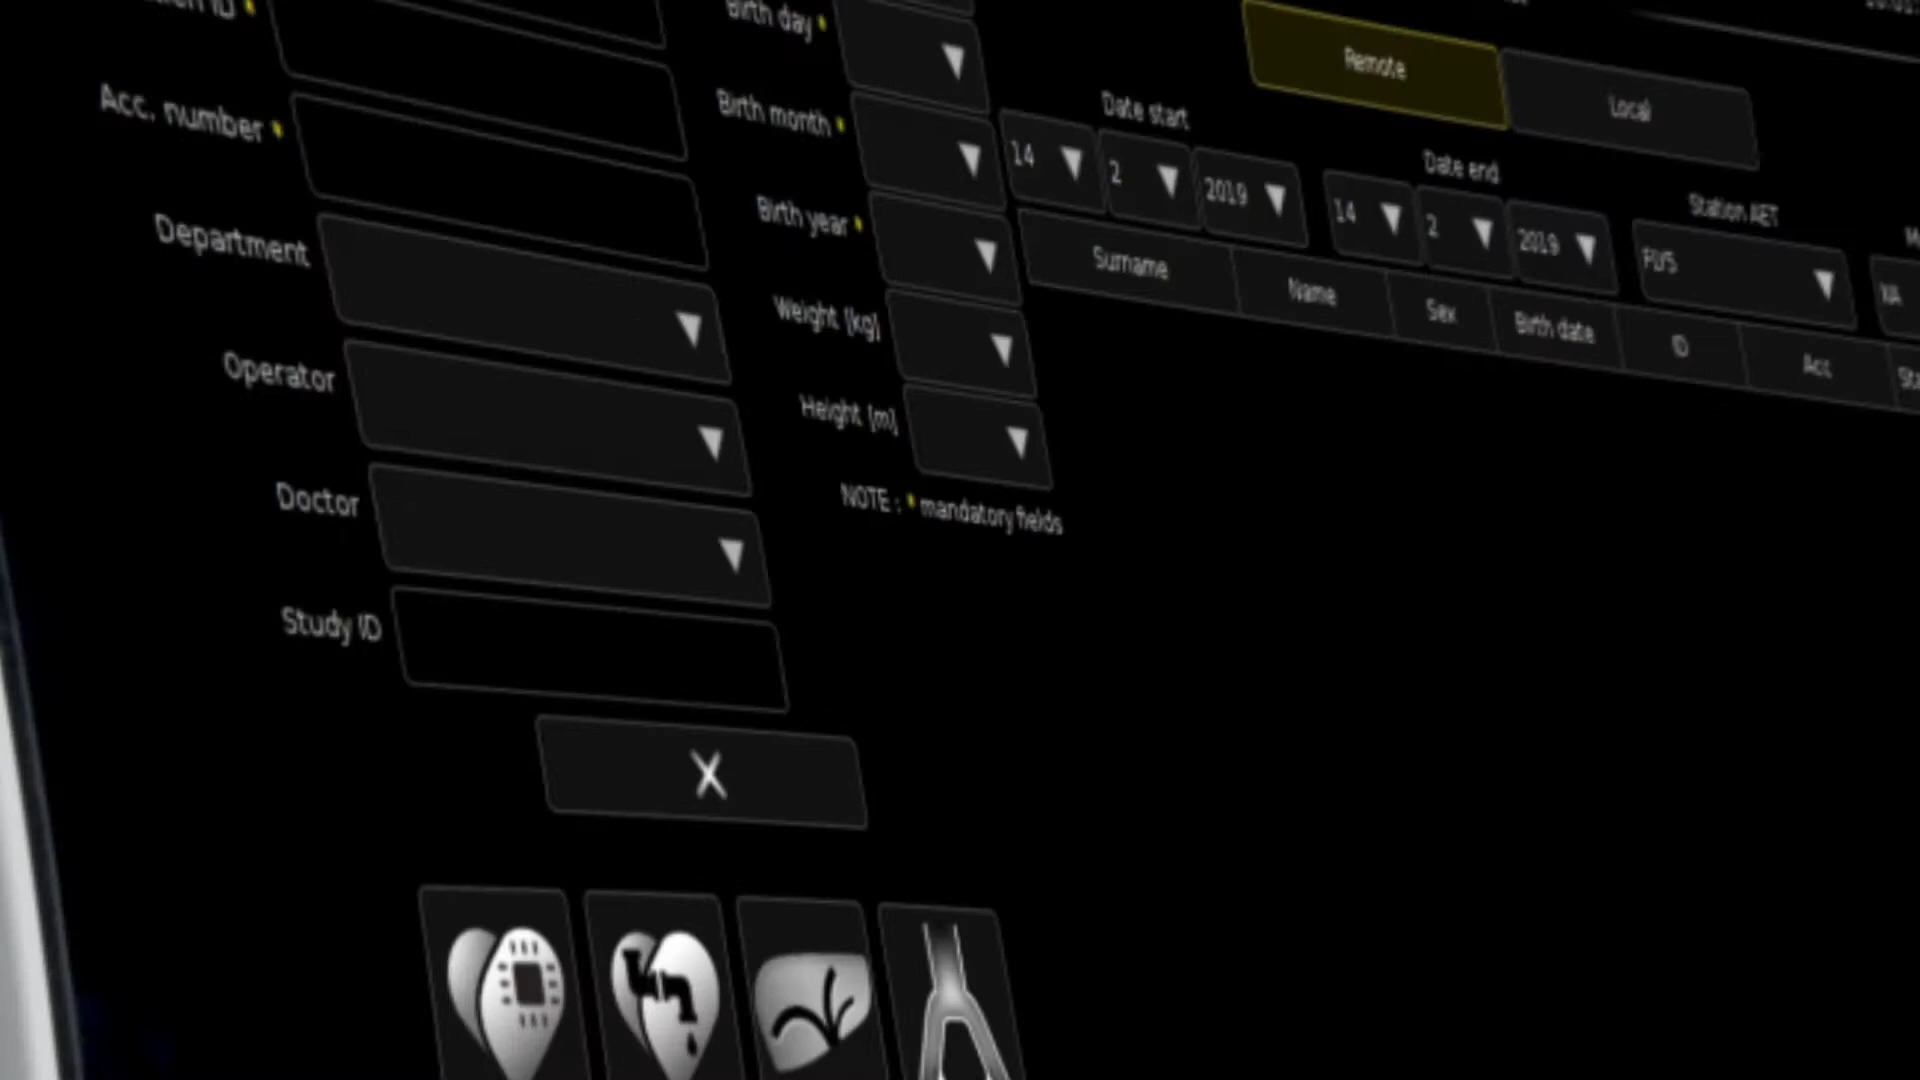 ID *
Acc. number *
Department
Operator
Doctor
Study ID
X
Birth day *
Birth month *
Birth year *
Weight [kg]
Height [m]
NOTE : * mandatory fields
Remote
Local
Date start
14
2
2019
Date end
14
2
2019
Station AET
Surname
Name
Sex
Birth date
ID
Acc